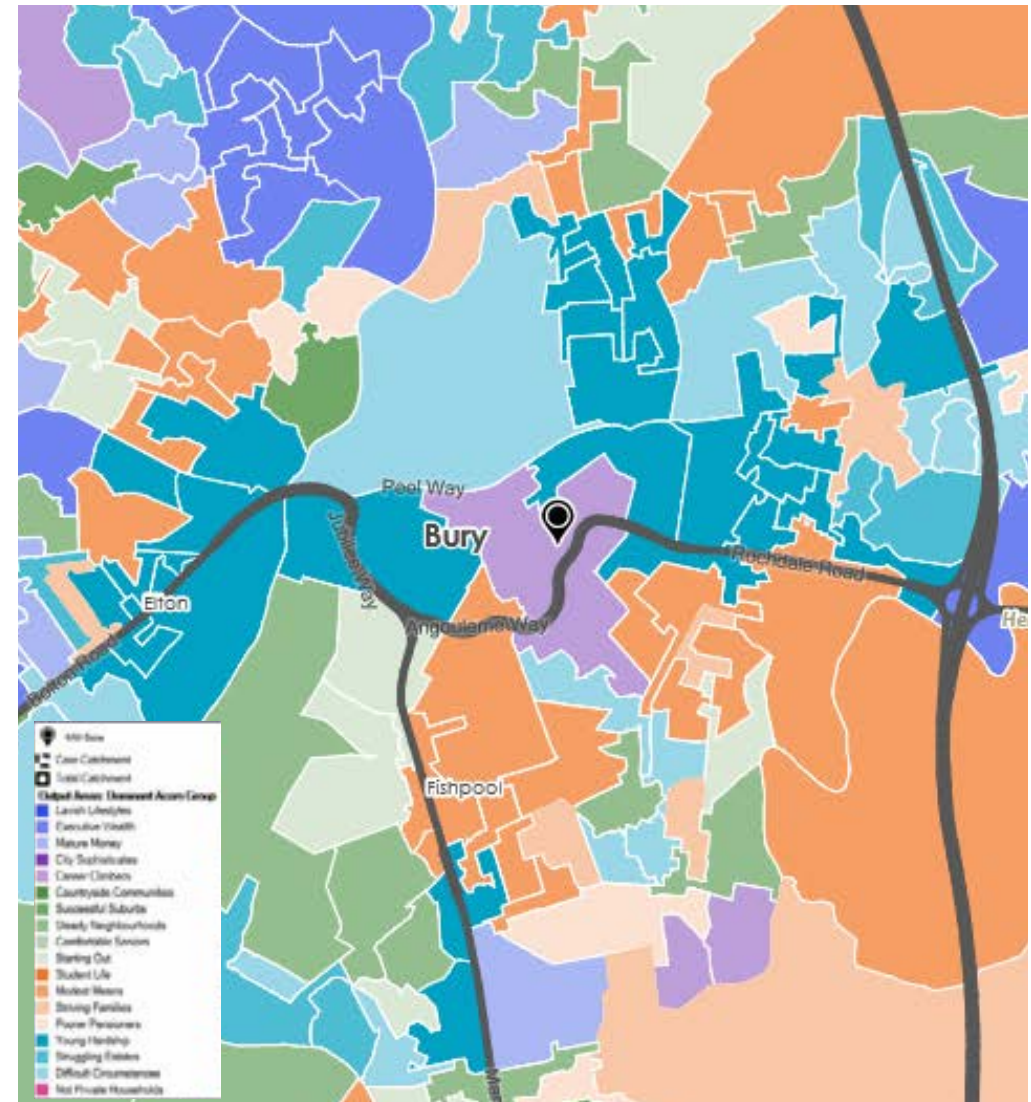 Peel Way
Bury
Jubilee Way
Rochdale Road
Elton
Angouleme Way
He
Bolton Road
Fishpool
Man
Core Catchment
Total Catchment
Output Areas: Dominant Acorn Group
Lavish Lifestyles
Executive Wealth
Mature Money
City Sophisticates
Career Climbers
Countryside Communities
Successful Suburbs
Steady Neighbourhoods
Comfortable Seniors
Starting Out
Student Life
Modest Means
Striving Families
Poorer Pensioners
Young Hardship
Struggling Estates
Difficult Circumstances
Not Private Households